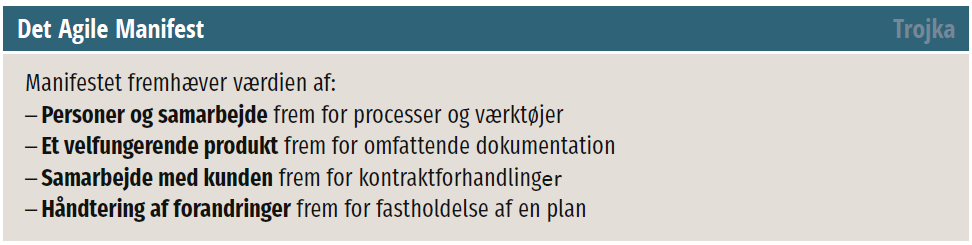 Det Agile Manifest Trojka
Manifestet fremhæver værdien af:
– Personer og samarbejde frem for processer og værktøjer
– Et velfungerende produkt frem for omfattende dokumentation
– Samarbejde med kunden frem for kontraktforhandlinger
– Håndtering af forandringer frem for fastholdelse af en plan